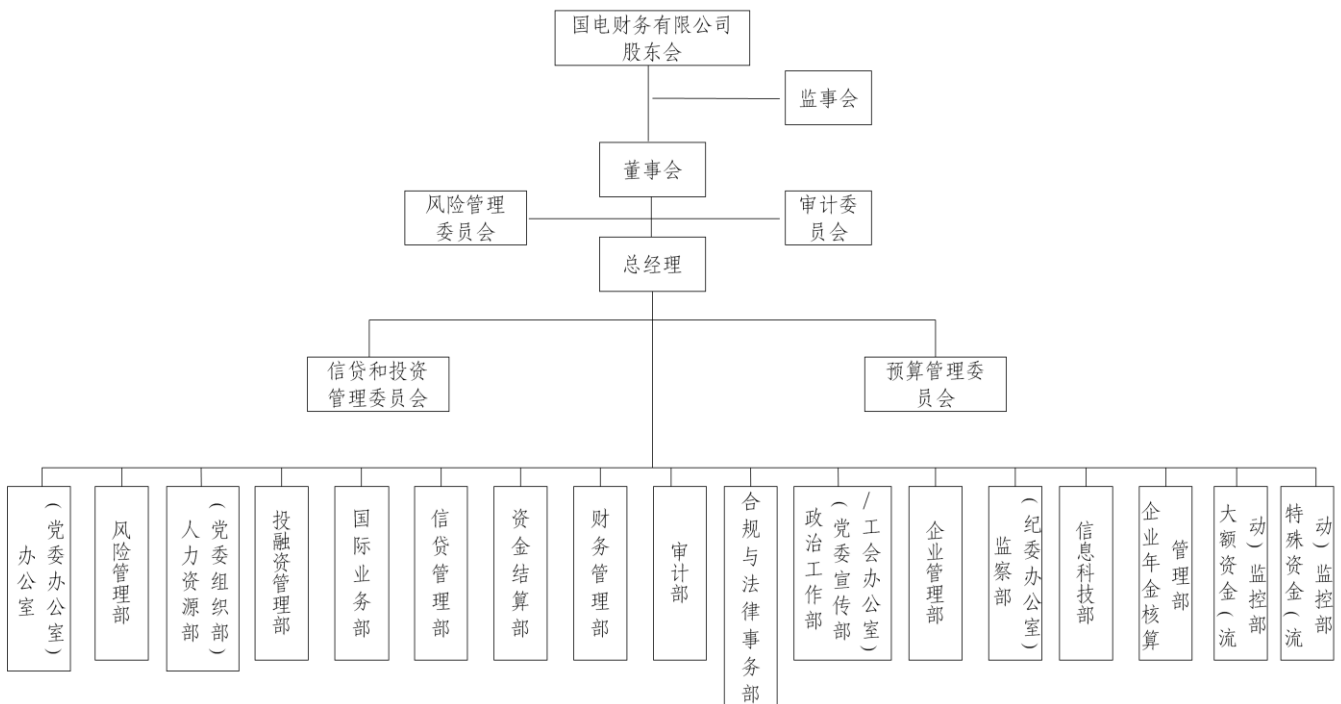 国电财务有限公司
股东会
监事会
董事会
风险管理
委员会
审计委
员会
总经理
信贷和投资
管理委员会
预算管理委
员会
办公室
(党委办公室)
风险管理部
人力资源部
(党委组织部)
投融资管理部
国际业务部
信贷管理部
资金结算部
财务管理部
审计部
合规与法律事务部
政治工作部
(党委宣传部
/工会办公室)
企业管理部
监察部
(纪委办公室)
信息科技部
企业年金核算
管理部
大额资金(流
动)监控部
特殊资金(流
动)监控部